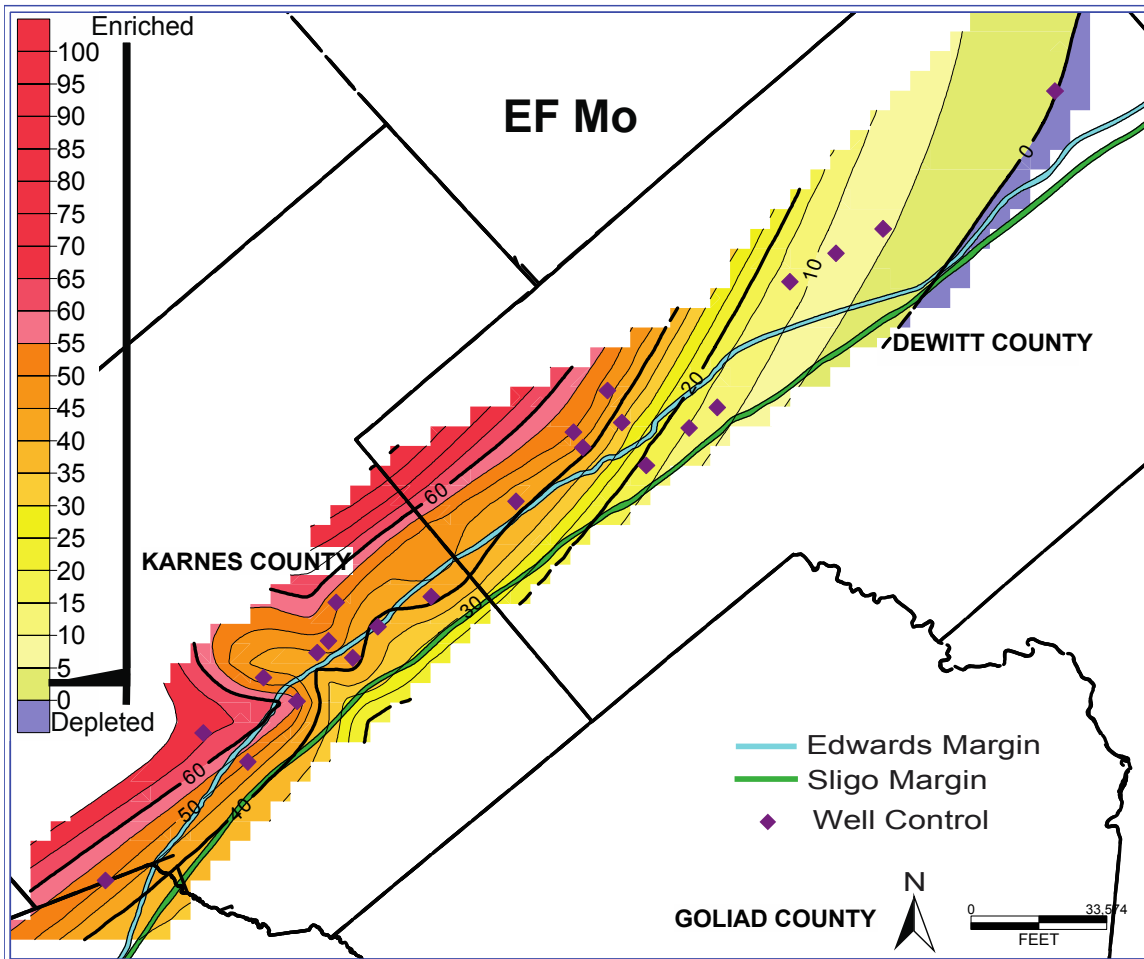 Enriched
100
95
90
85
80
75
70
65
60
55
50
45
40
35
30
25
20
15
10
5
0
Depleted
EF Mo
0
10
20
DEWITT COUNTY
60
KARNES COUNTY
30
60
50
40
Edwards Margin
Sligo Margin
Well Control
N
GOLIAD COUNTY
0 33,574
FEET